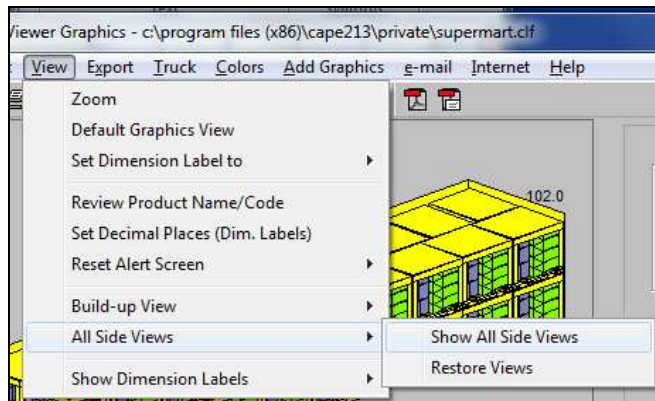 Viewer Graphics - c:\program files (x86)\cape213\private\supermart.clf
View Export Truck Colors Add Graphics e-mail Internet Help
Zoom
Default Graphics View
Set Dimension Label to
102.0
Review Product Name/Code
Set Decimal Places (Dim. Labels)
Reset Alert Screen
Build-up View
All Side Views
Show All Side Views
Restore Views
Show Dimension Labels